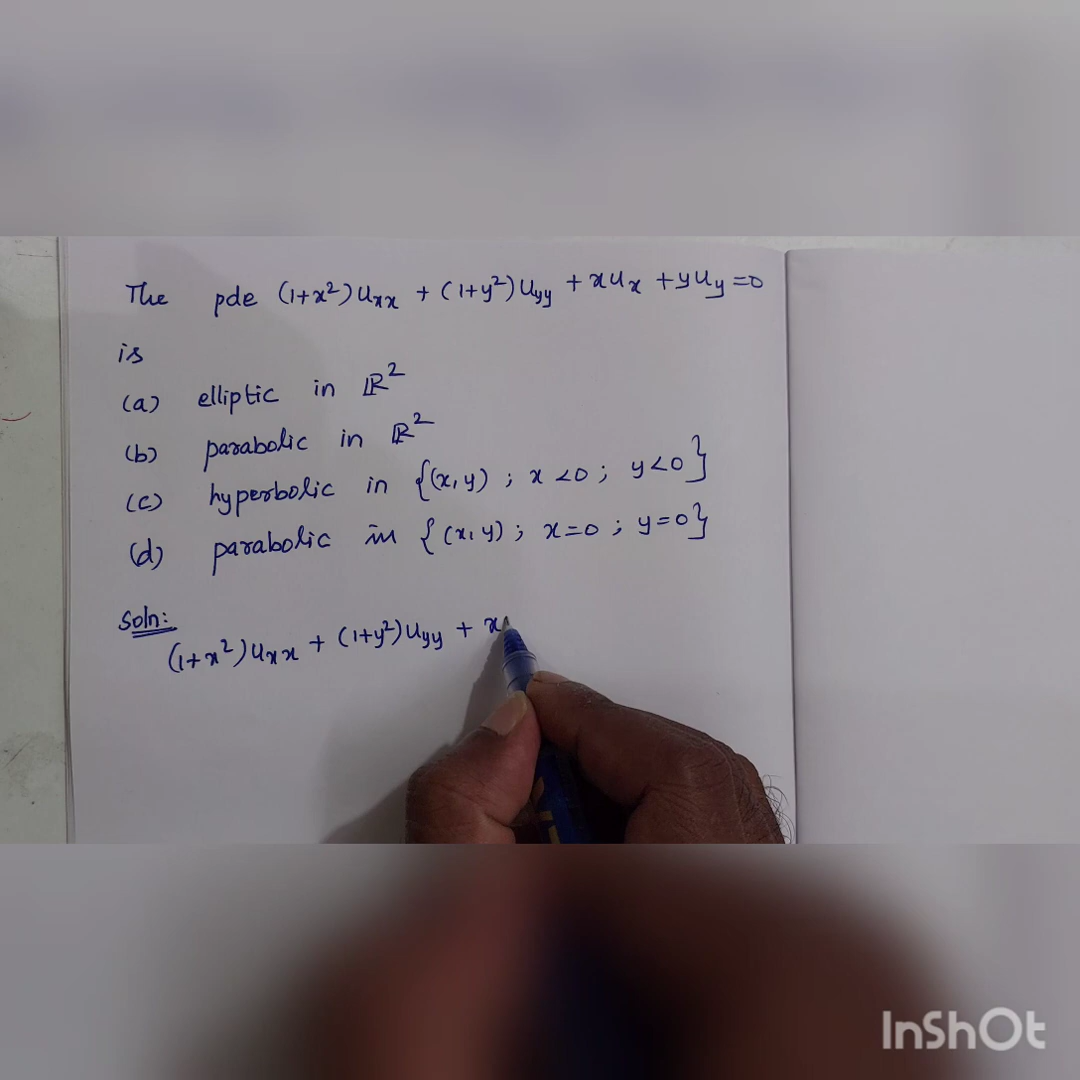 The pde (1+x²)Uxx + (1+y²)Uyy + xUx + yUy = 0
is
(a) elliptic in ℝ²
(b) parabolic in ℝ²
(c) hyperbolic in {(x,y) ; x<0 ; y<0}
(d) parabolic in {(x,y) ; x=0 ; y=0}
Soln:
(1+x²)Uxx + (1+y²)Uyy + x
InShOt